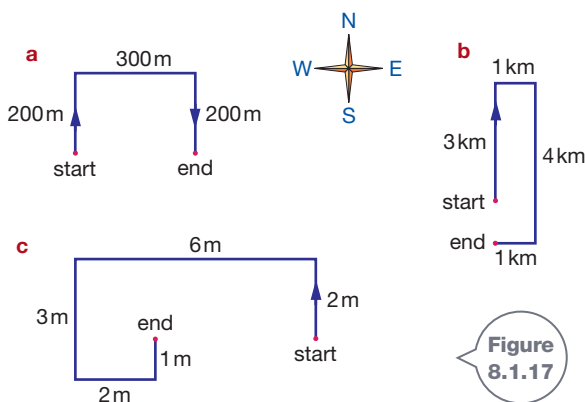 a
300 m
200 m
200 m
start
end
N
W
E
S
b
1 km
3 km
4 km
start
end
1 km
c
6 m
3 m
end
2 m
1 m
start
2 m
Figure
8.1.17